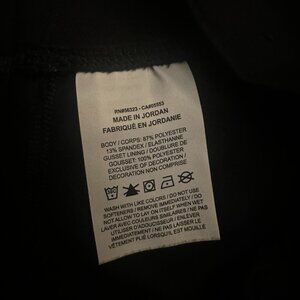 RN#56323 - CA#05553
MADE IN JORDAN
FABRIQUÉ EN JORDANIE
BODY / CORPS: 87% POLYESTER
13% SPANDEX / ELASTHANNE
GUSSET LINING / DOUBLURE DE
GOUSSET: 100% POLYESTER
EXCLUSIVE OF DECORATION /
DECORATION NON COMPRISE
WASH WITH LIKE COLORS / DO NOT USE
SOFTENERS / REMOVE IMMEDIATELY / DO
NOT ALLOW TO LAY ON ITSELF WHEN WET
LAVER AVEC COULEURS SIMILAIRES / NE PAS
UTILISER D'ADOUCISSEUR / ENLEVER
IMMÉDIATEMENT / NE PAS LAISSER LE
VÊTEMENT PLIÉ LORSQU'IL EST MOUILLÉ